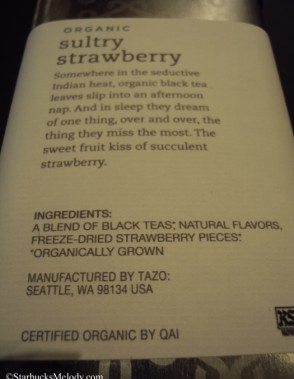 ORGANIC
sultry
strawberry
Somewhere in the seductive
Indian heat, organic black tea
leaves slip into an afternoon
nap. And in sleep they dream
of one thing, over and over, the
thing they miss the most. The
sweet fruit kiss of succulent
strawberry.
INGREDIENTS:
A BLEND OF BLACK TEAS*, NATURAL FLAVORS,
FREEZE-DRIED STRAWBERRY PIECES*.
*ORGANICALLY GROWN
MANUFACTURED BY TAZO:
SEATTLE, WA 98134 USA
CERTIFIED ORGANIC BY QAI
©StarbucksMelody.com